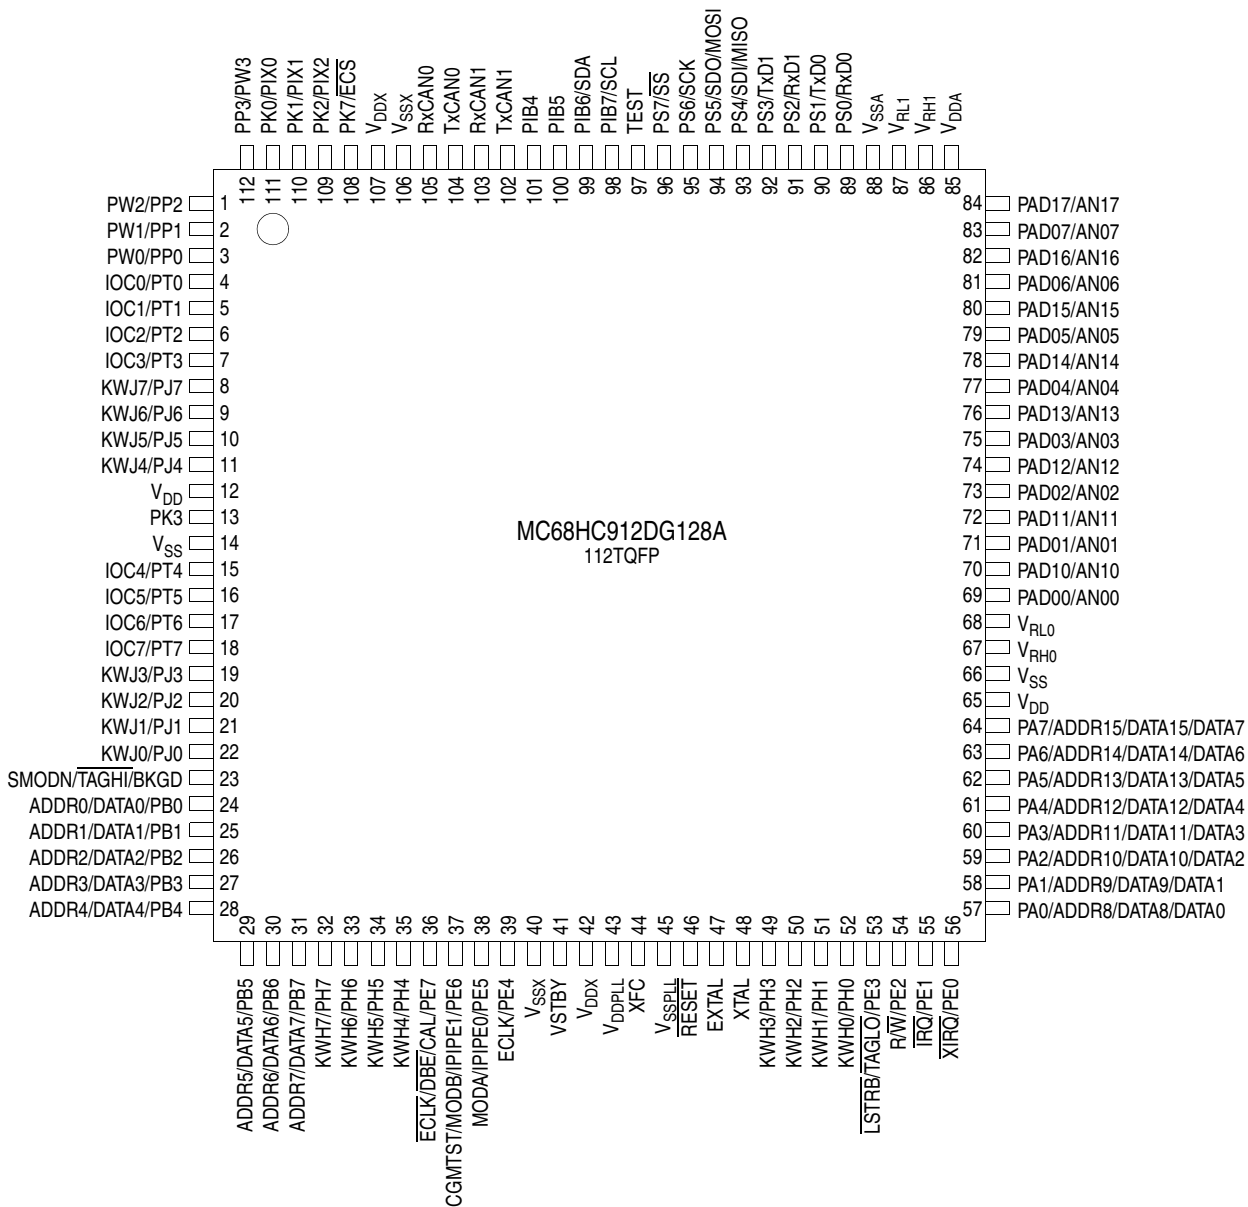 PP3/PW3
PK0/PIX0
PK1/PIX1
PK2/PIX2
PK7/ECS
VDDX
VSSX
RxCAN0
TxCAN0
RxCAN1
TxCAN1
PIB4
PIB5
PIB6/SDA
PIB7/SCL
TEST
PS7/SS
PS6/SCK
PS5/SDO/MOSI
PS4/SDI/MISO
PS3/TxD1
PS2/RxD1
PS1/TxD0
PS0/RxD0
VSSA
VRL1
VRH1
VDDA
112
111
110
109
108
107
106
105
104
103
102
101
100
99
98
97
96
95
94
93
92
91
90
89
88
87
86
85
PW2/PP2 1
PW1/PP1 2
PW0/PP0 3
IOC0/PT0 4
IOC1/PT1 5
IOC2/PT2 6
IOC3/PT3 7
KWJ7/PJ7 8
KWJ6/PJ6 9
KWJ5/PJ5 10
KWJ4/PJ4 11
VDD 12
PK3 13
VSS 14
IOC4/PT4 15
IOC5/PT5 16
IOC6/PT6 17
IOC7/PT7 18
KWJ3/PJ3 19
KWJ2/PJ2 20
KWJ1/PJ1 21
KWJ0/PJ0 22
SMODN/TAGHI/BKGD 23
ADDR0/DATA0/PB0 24
ADDR1/DATA1/PB1 25
ADDR2/DATA2/PB2 26
ADDR3/DATA3/PB3 27
ADDR4/DATA4/PB4 28
MC68HC912DG128A
112TQFP
84 PAD17/AN17
83 PAD07/AN07
82 PAD16/AN16
81 PAD06/AN06
80 PAD15/AN15
79 PAD05/AN05
78 PAD14/AN14
77 PAD04/AN04
76 PAD13/AN13
75 PAD03/AN03
74 PAD12/AN12
73 PAD02/AN02
72 PAD11/AN11
71 PAD01/AN01
70 PAD10/AN10
69 PAD00/AN00
68 VRL0
67 VRH0
66 VSS
65 VDD
64 PA7/ADDR15/DATA15/DATA7
63 PA6/ADDR14/DATA14/DATA6
62 PA5/ADDR13/DATA13/DATA5
61 PA4/ADDR12/DATA12/DATA4
60 PA3/ADDR11/DATA11/DATA3
59 PA2/ADDR10/DATA10/DATA2
58 PA1/ADDR9/DATA9/DATA1
57 PA0/ADDR8/DATA8/DATA0
29
30
31
32
33
34
35
36
37
38
39
40
41
42
43
44
45
46
47
48
49
50
51
52
53
54
55
56
ADDR5/DATA5/PB5
ADDR6/DATA6/PB6
ADDR7/DATA7/PB7
KWH7/PH7
KWH6/PH6
KWH5/PH5
KWH4/PH4
ECLK/DBE/CAL/PE7
CGMTST/MODB/IPIPE1/PE6
MODA/IPIPE0/PE5
ECLK/PE4
VSSX
VSTBY
VDDX
VDDPLL
XFC
VSSPLL
RESET
EXTAL
XTAL
KWH3/PH3
KWH2/PH2
KWH1/PH1
KWH0/PH0
LSTRB/TAGLO/PE3
R/W/PE2
IRQ/PE1
XIRQ/PE0